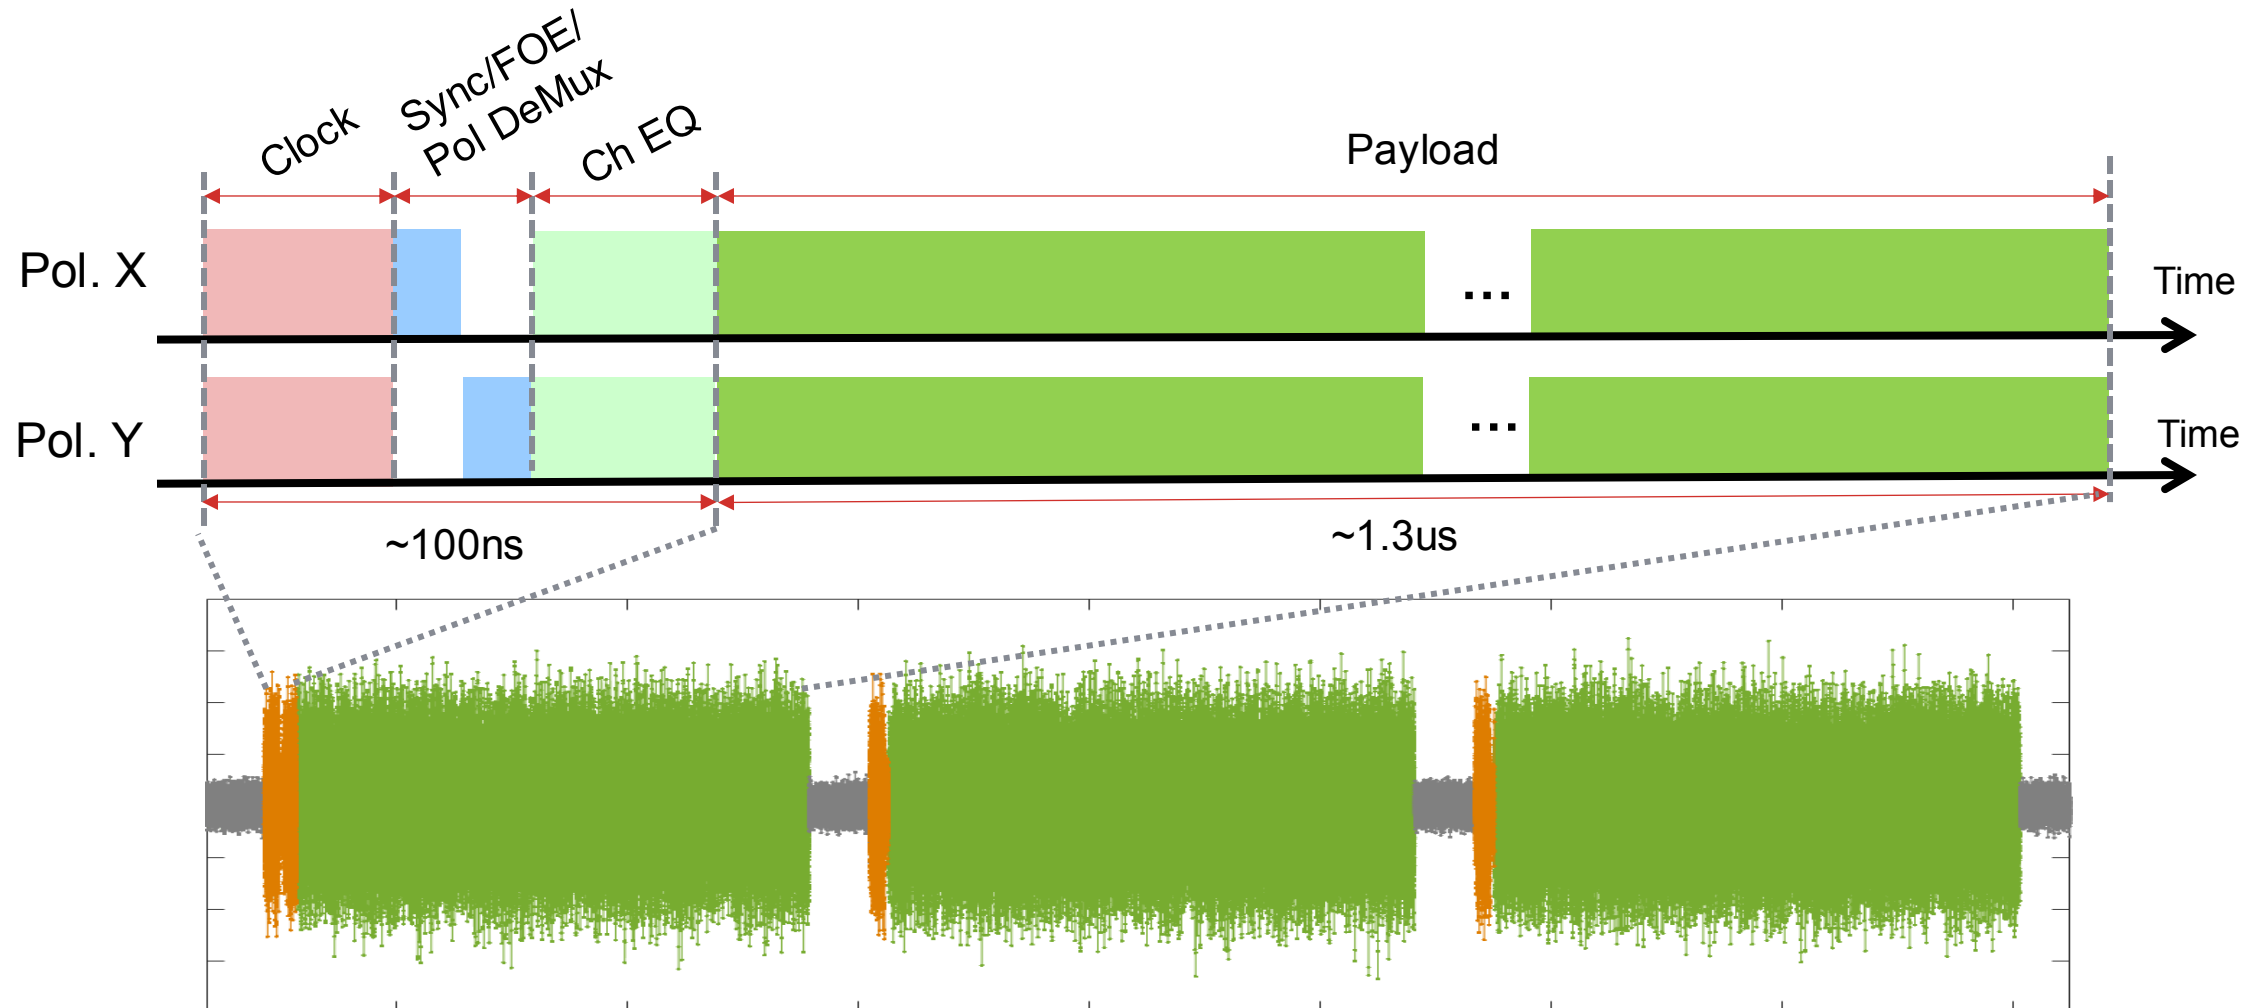 Clock
Sync/FOE/
Pol DeMux
Ch EQ
Payload
Pol. X
...
Time
Pol. Y
...
Time
~100ns
~1.3us